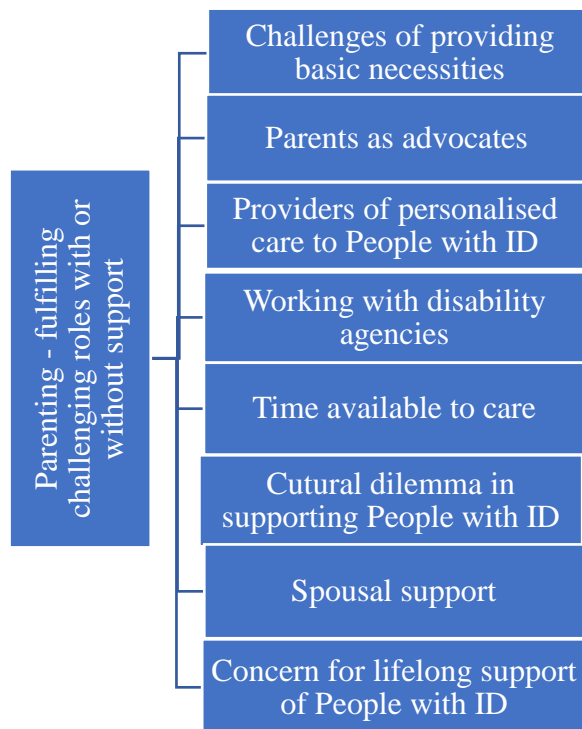 Parenting - fulfilling
challenging roles with or
without support
Challenges of providing
basic necessities
Parents as advocates
Providers of personalised
care to People with ID
Working with disability
agencies
Time available to care
Cutural dilemma in
supporting People with ID
Spousal support
Concern for lifelong support
of People with ID